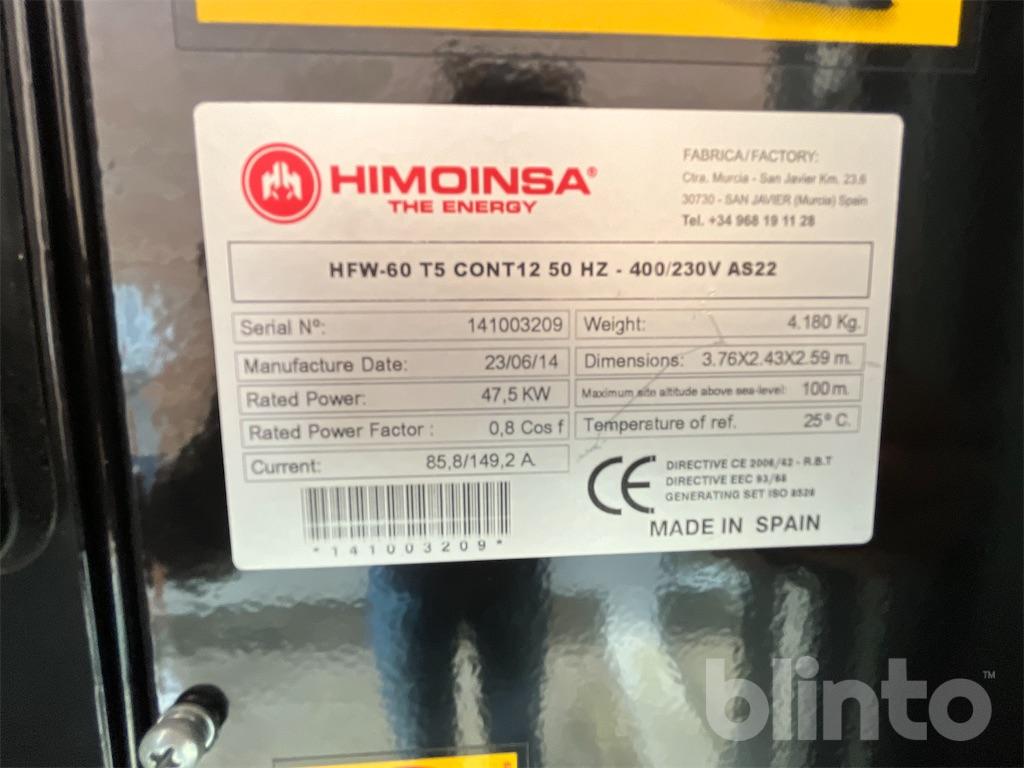 HIMOINSA®
THE ENERGY
FABRICA/FACTORY:
Ctra. Murcia - San Javier Km. 23,6
30730 - SAN JAVIER (Murcia) Spain
Tel. +34 968 19 11 28
HFW-60 T5 CONT12 50 HZ - 400/230V AS22
Serial Nº: 141003209
Manufacture Date: 23/06/14
Rated Power: 47,5 KW
Rated Power Factor : 0,8 Cos f
Current: 85,8/149,2 A
*141003209*
Weight: 4.180 Kg.
Dimensions: 3.76X2.43X2.59 m.
Maximum site altitude above sea-level: 100 m.
Temperature of ref. 25º C.
CE
DIRECTIVE CE 2006/42 - R.B.T
DIRECTIVE EEC 93/68
GENERATING SET ISO 8528
MADE IN SPAIN
blinto™